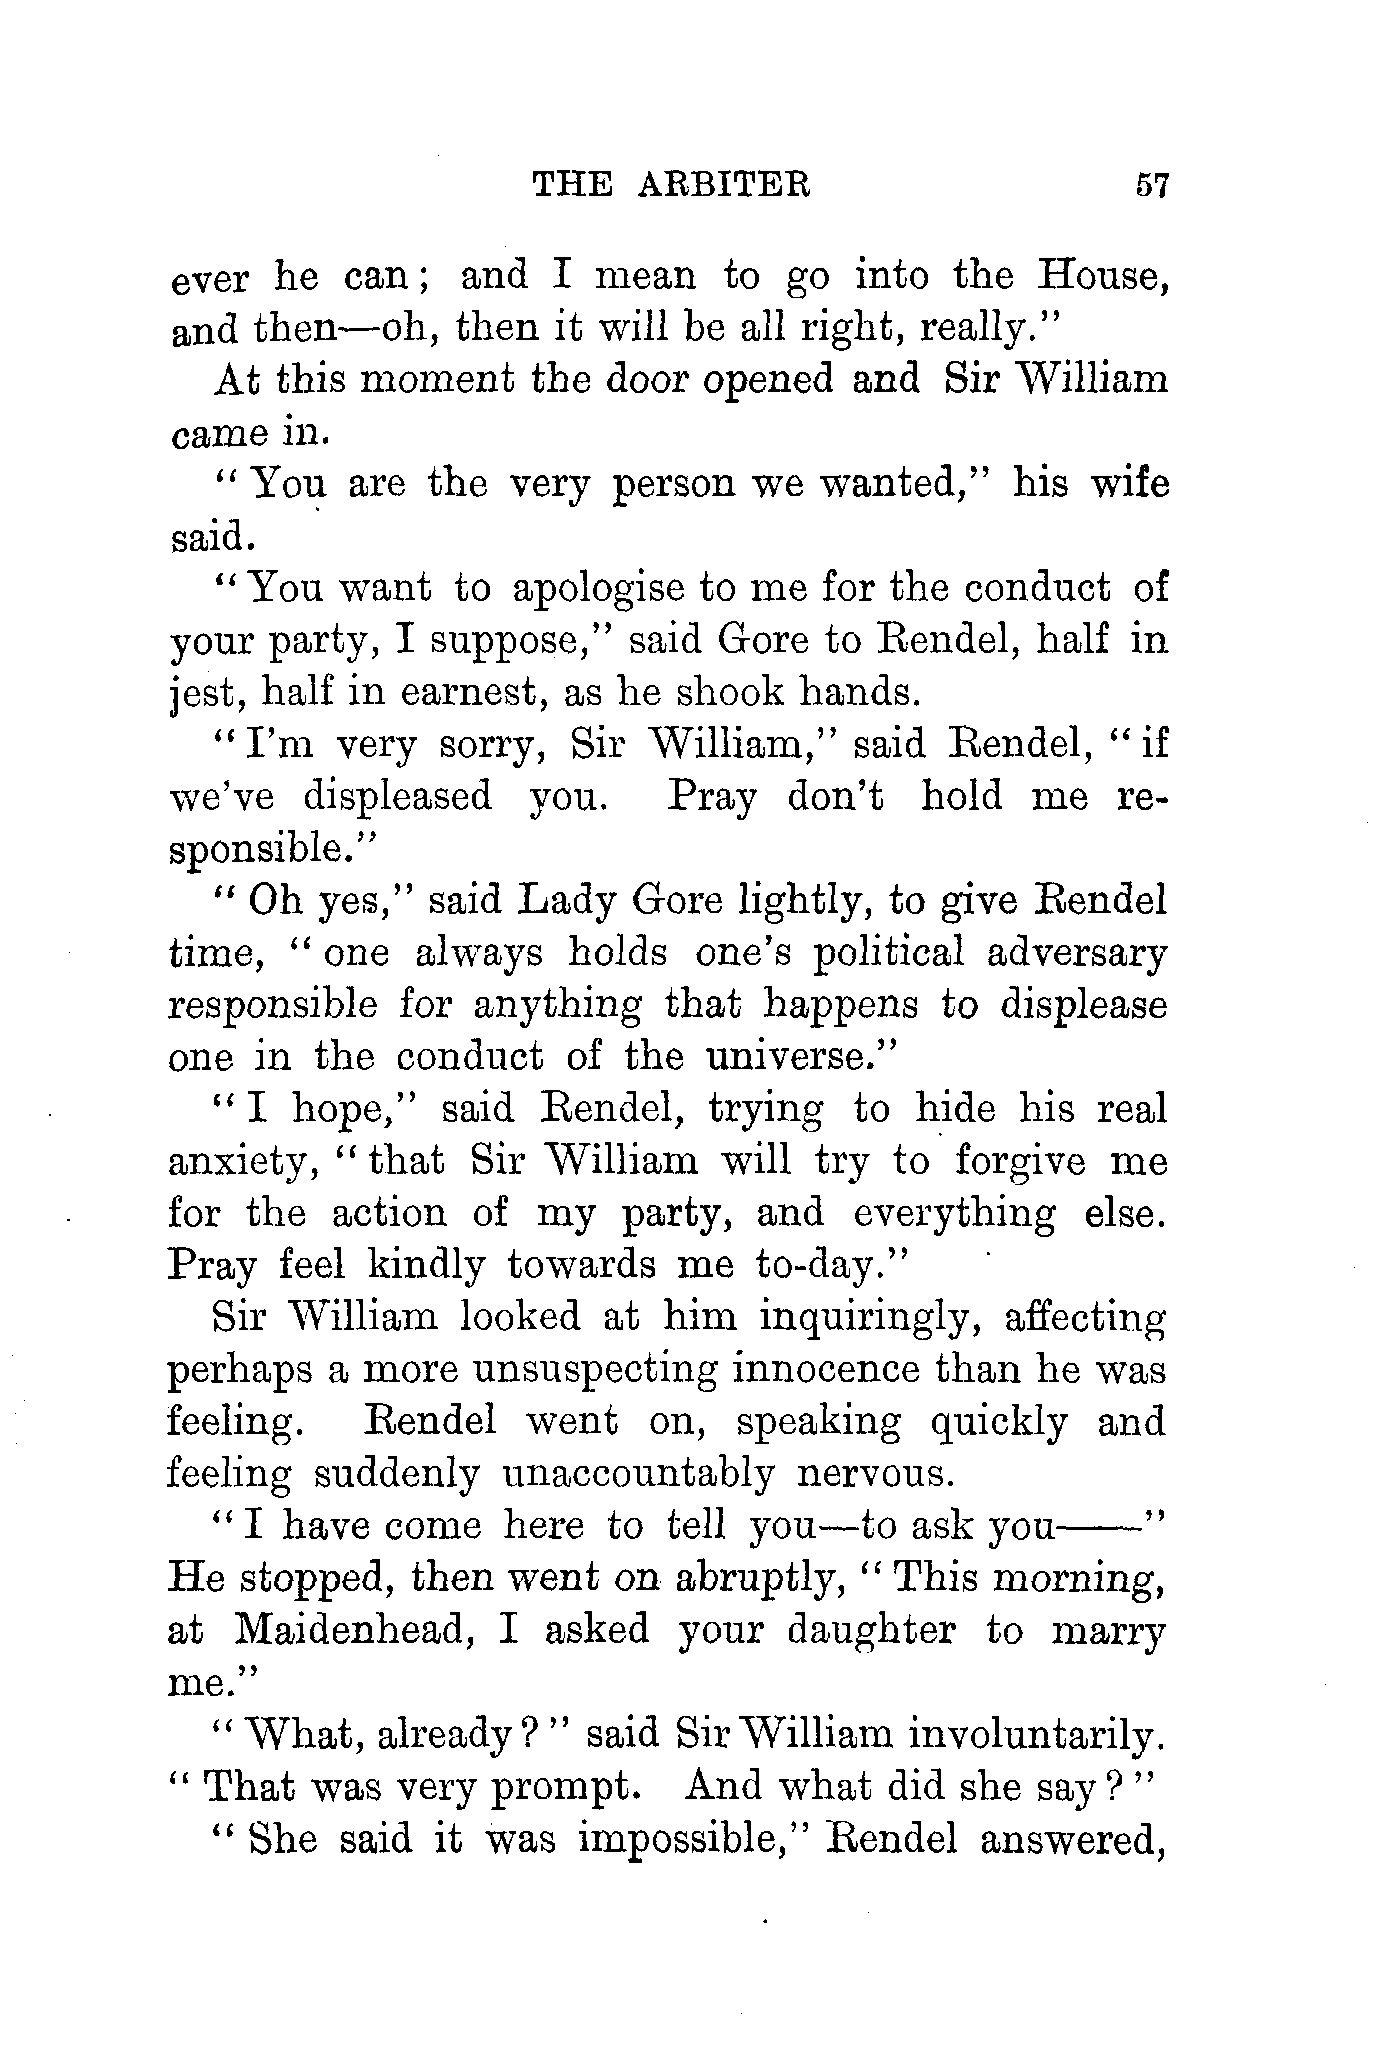 THE ARBITER 57
ever he can; and I mean to go into the House,
and then—oh, then it will be all right, really."
At this moment the door opened and Sir William
came in.
"You are the very person we wanted," his wife
said.
"You want to apologise to me for the conduct of
your party, I suppose," said Gore to Rendel, half in
jest, half in earnest, as he shook hands.
"I'm very sorry, Sir William," said Rendel, "if
we've displeased you. Pray don't hold me re-
sponsible."
"Oh yes," said Lady Gore lightly, to give Rendel
time, "one always holds one's political adversary
responsible for anything that happens to displease
one in the conduct of the universe."
"I hope," said Rendel, trying to hide his real
anxiety, "that Sir William will try to forgive me
for the action of my party, and everything else.
Pray feel kindly towards me to-day."
Sir William looked at him inquiringly, affecting
perhaps a more unsuspecting innocence than he was
feeling. Rendel went on, speaking quickly and
feeling suddenly unaccountably nervous.
"I have come here to tell you—to ask you——"
He stopped, then went on abruptly, "This morning,
at Maidenhead, I asked your daughter to marry
me."
"What, already?" said Sir William involuntarily.
"That was very prompt. And what did she say?"
"She said it was impossible," Rendel answered,